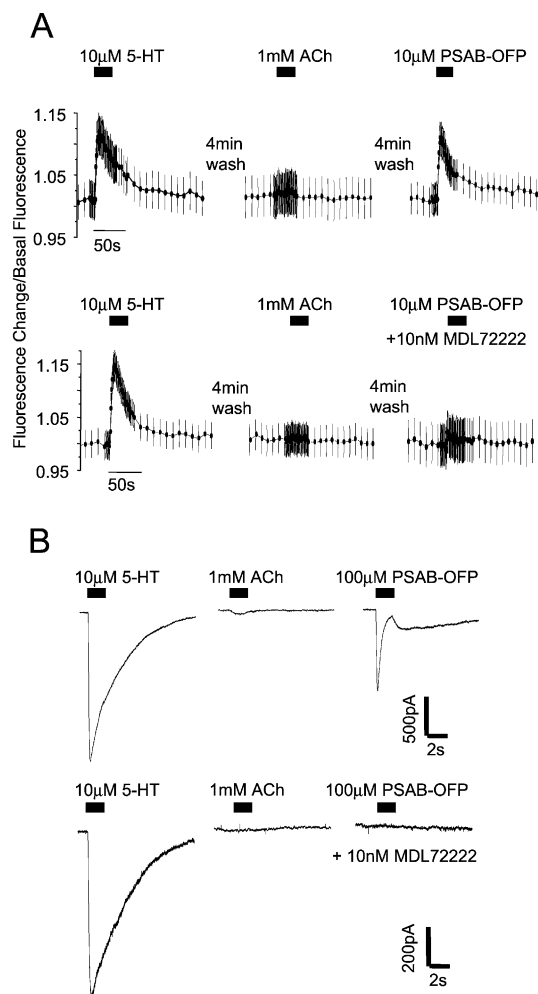 A
10µM 5-HT 1mM ACh 10µM PSAB-OFP
Fluorescence Change/Basal Fluorescence
1.15
1.05
0.95
4min
wash
4min
wash
50s
10µM 5-HT 1mM ACh 10µM PSAB-OFP
+10nM MDL72222
1.15
1.05
0.95
4min
wash
4min
wash
50s
B
10µM 5-HT 1mM ACh 100µM PSAB-OFP
500pA
2s
10µM 5-HT 1mM ACh 100µM PSAB-OFP
+ 10nM MDL72222
200pA
2s